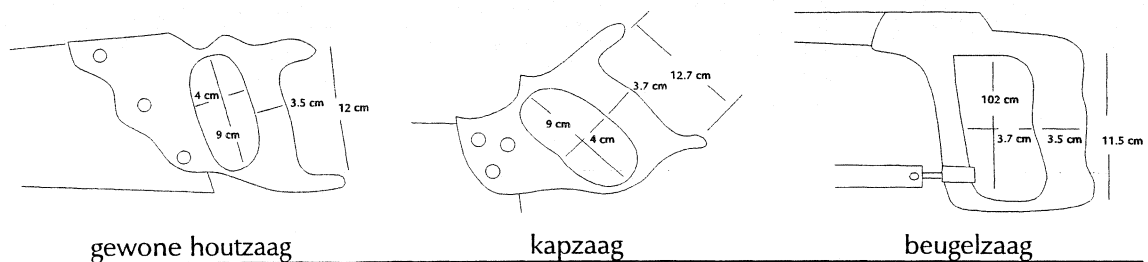 4 cm
3.5 cm
12 cm
9 cm
gewone houtzaag
12.7 cm
3.7 cm
9 cm
4 cm
kapzaag
102 cm
3.7 cm
3.5 cm
11.5 cm
beugelzaag